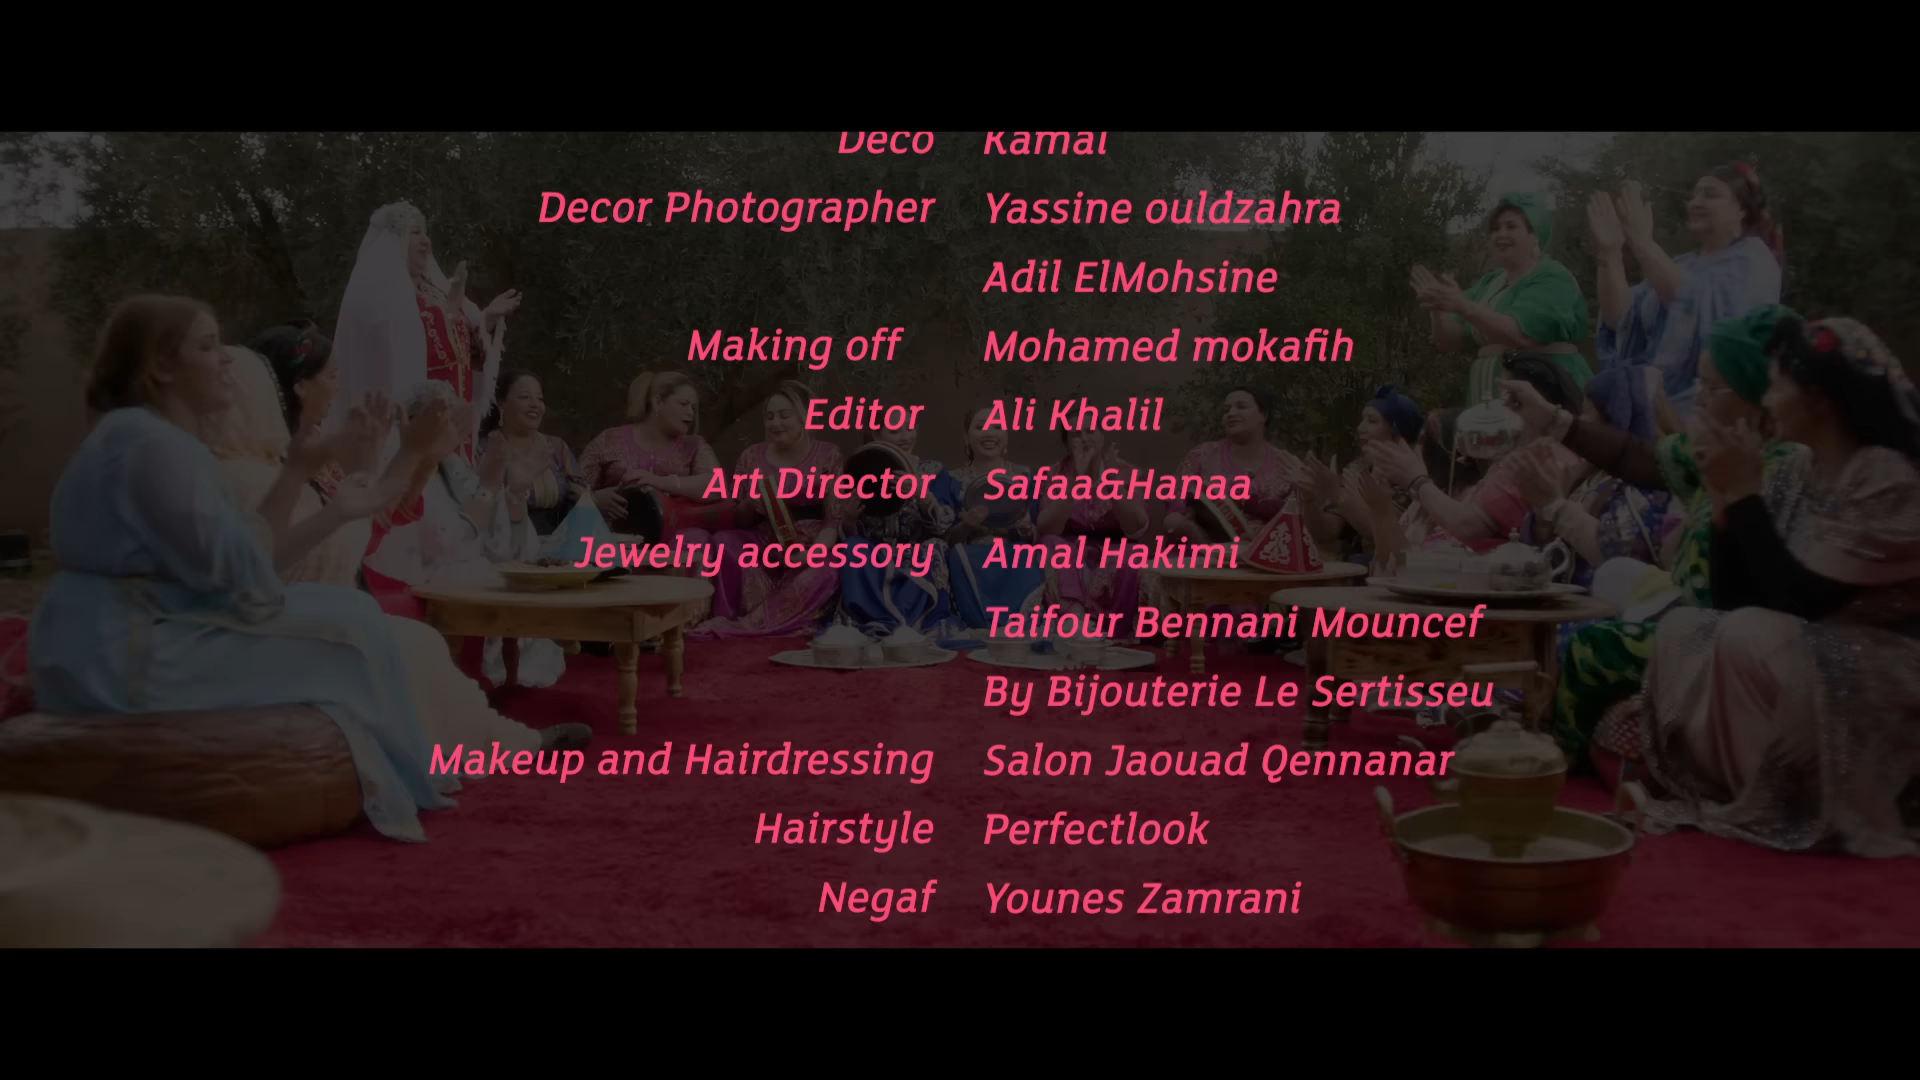 Deco Kamal
Decor Photographer Yassine ouldzahra
Adil ElMohsine
Making off Mohamed mokafih
Editor Ali Khalil
Art Director Safaa&Hanaa
Jewelry accessory Amal Hakimi
Taifour Bennani Mouncef
By Bijouterie Le Sertisseu
Makeup and Hairdressing Salon Jaouad Qennanar
Hairstyle Perfectlook
Negaf Younes Zamrani